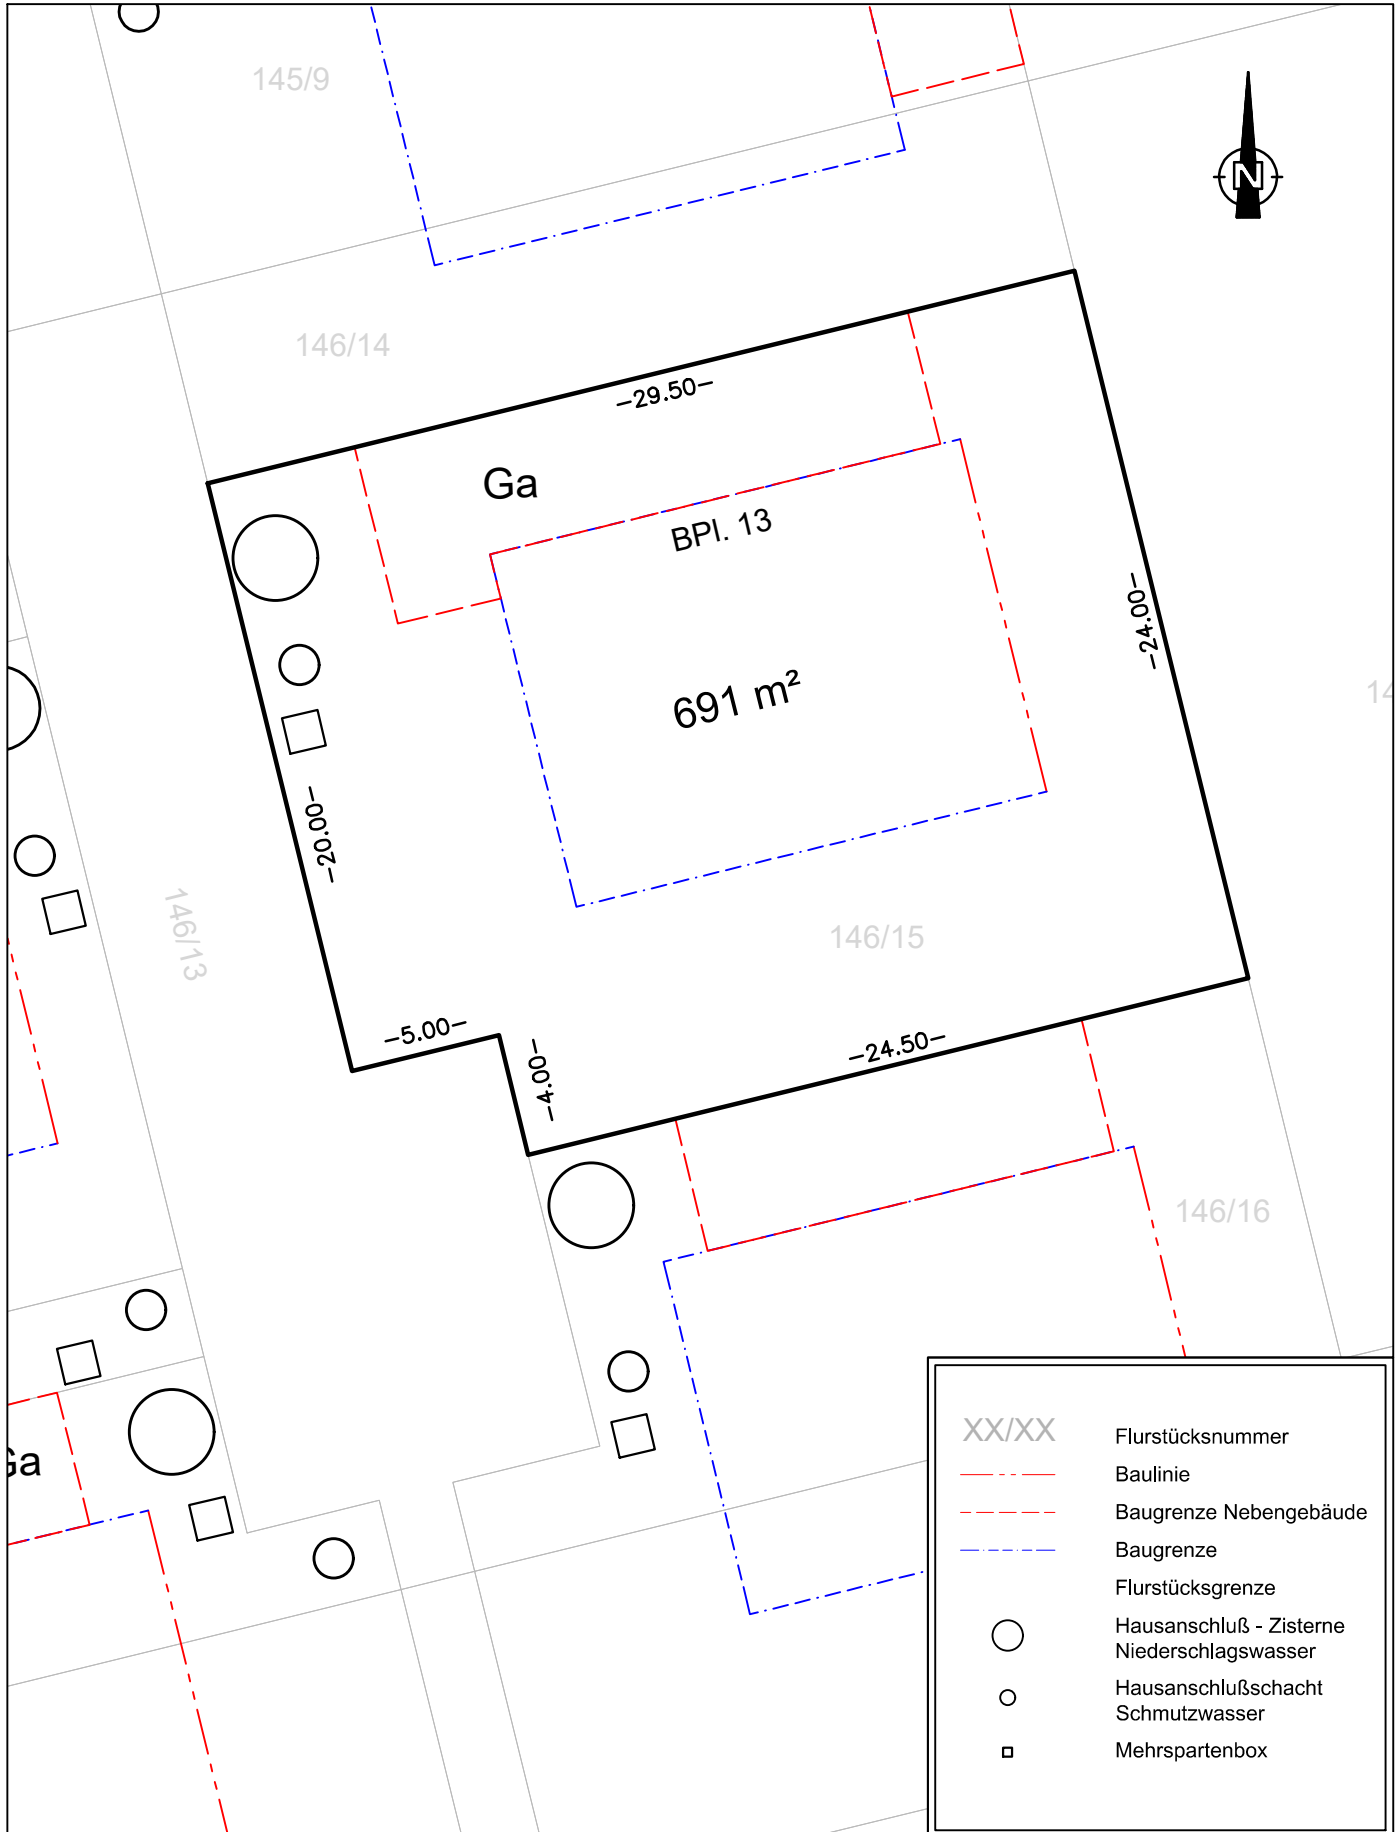 145/9
N
146/14
-29.50-
Ga
BPl. 13
-24.00-
691 m²
14
-20.00-
146/13
146/15
-5.00-
-4.00-
-24.50-
146/16
Ga
XX/XX Flurstücksnummer
Baulinie
Baugrenze Nebengebäude
Baugrenze
Flurstücksgrenze
Hausanschluß - Zisterne
Niederschlagswasser
Hausanschlußschacht
Schmutzwasser
Mehrspartenbox